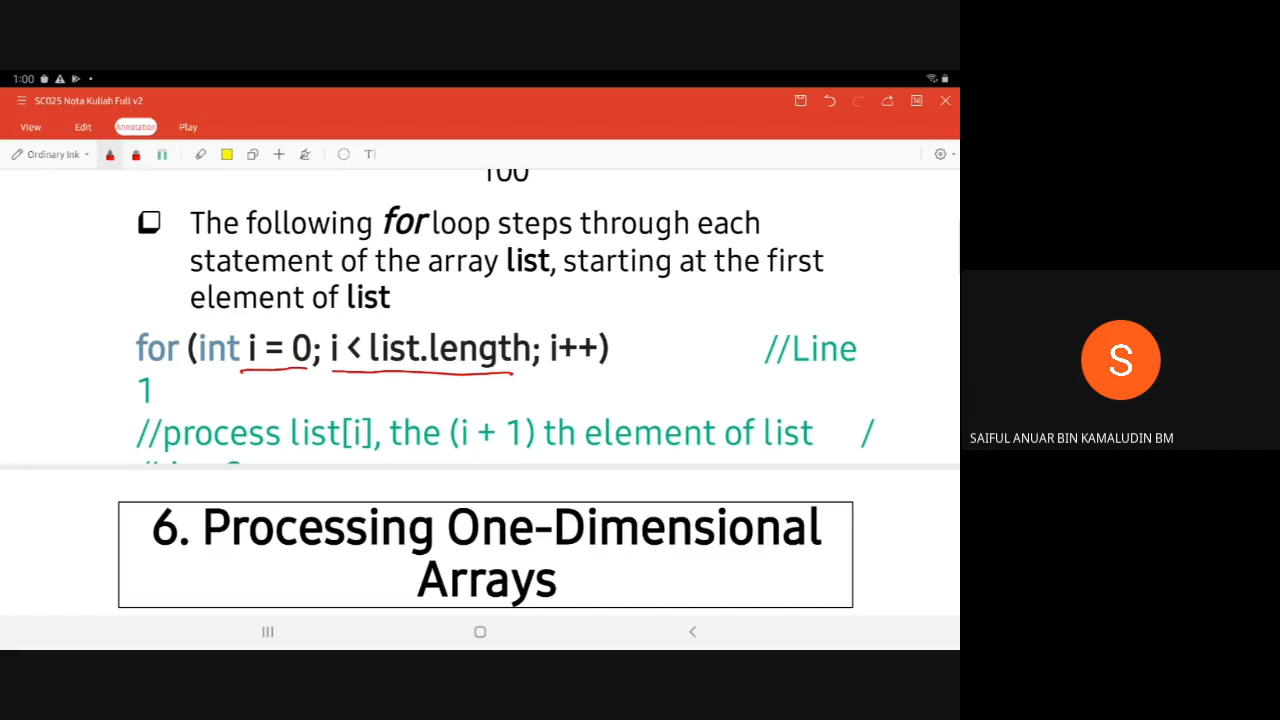 1:00
SC025 Nota Kuliah Full v2
View Edit Annotation Play
Ordinary Ink
100
The following for loop steps through each
statement of the array list, starting at the first
element of list
for (int i = 0; i < list.length; i++) //Line
1
//process list[i], the (i + 1) th element of list /
S
SAIFUL ANUAR BIN KAMALUDIN BM
6. Processing One-Dimensional
Arrays